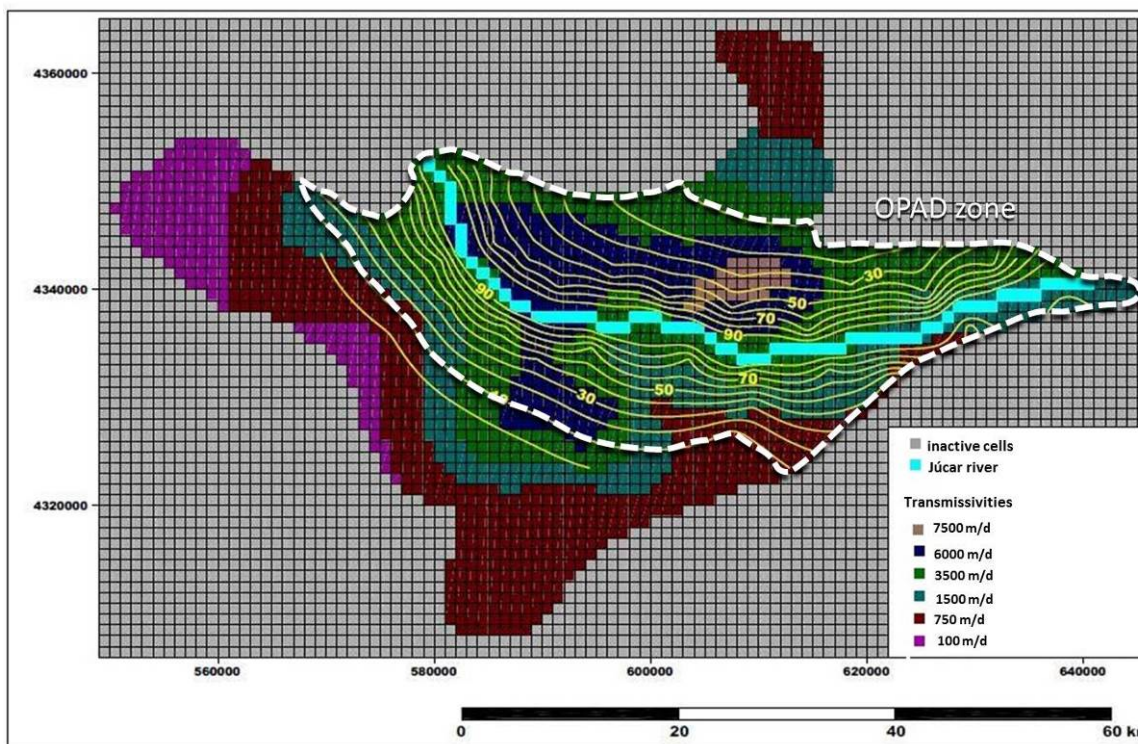 4360000
OPAD zone
30
4340000
90
50
70
90
70
50
30
inactive cells
Júcar river
4320000
Transmissivities
7500 m/d
6000 m/d
3500 m/d
1500 m/d
750 m/d
100 m/d
560000 580000 600000 620000 640000
0 20 40 60 km